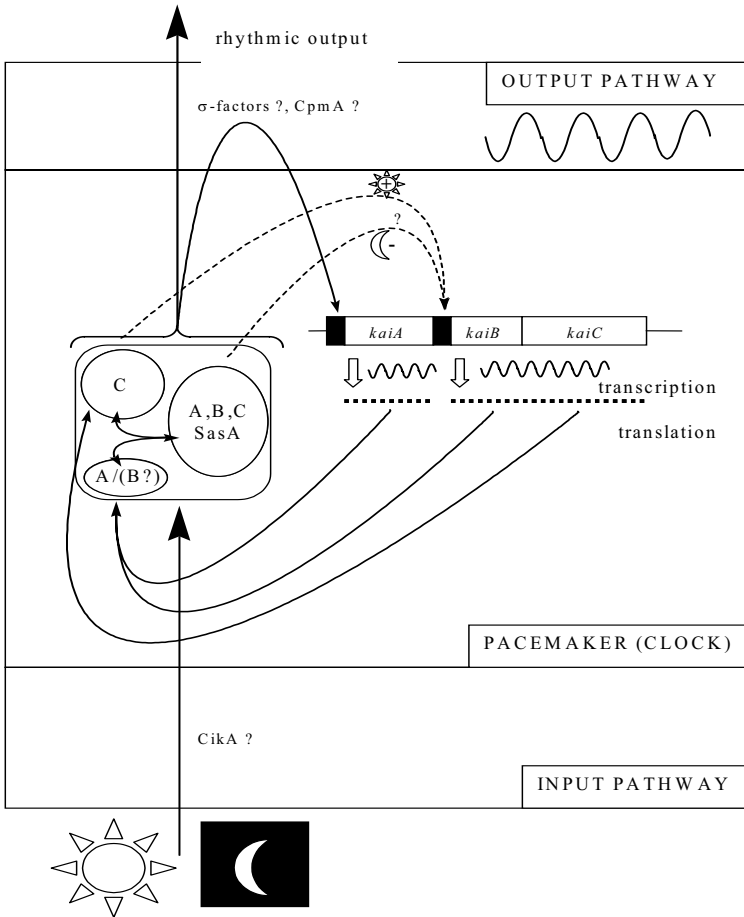 rhythmic output
OUTPUT PATHWAY
σ-factors ?, CpmA ?
+
?
-
kaiA kaiB kaiC
C
transcription
A,B,C
SasA
translation
A/(B?)
PACEMAKER (CLOCK)
CikA ?
INPUT PATHWAY